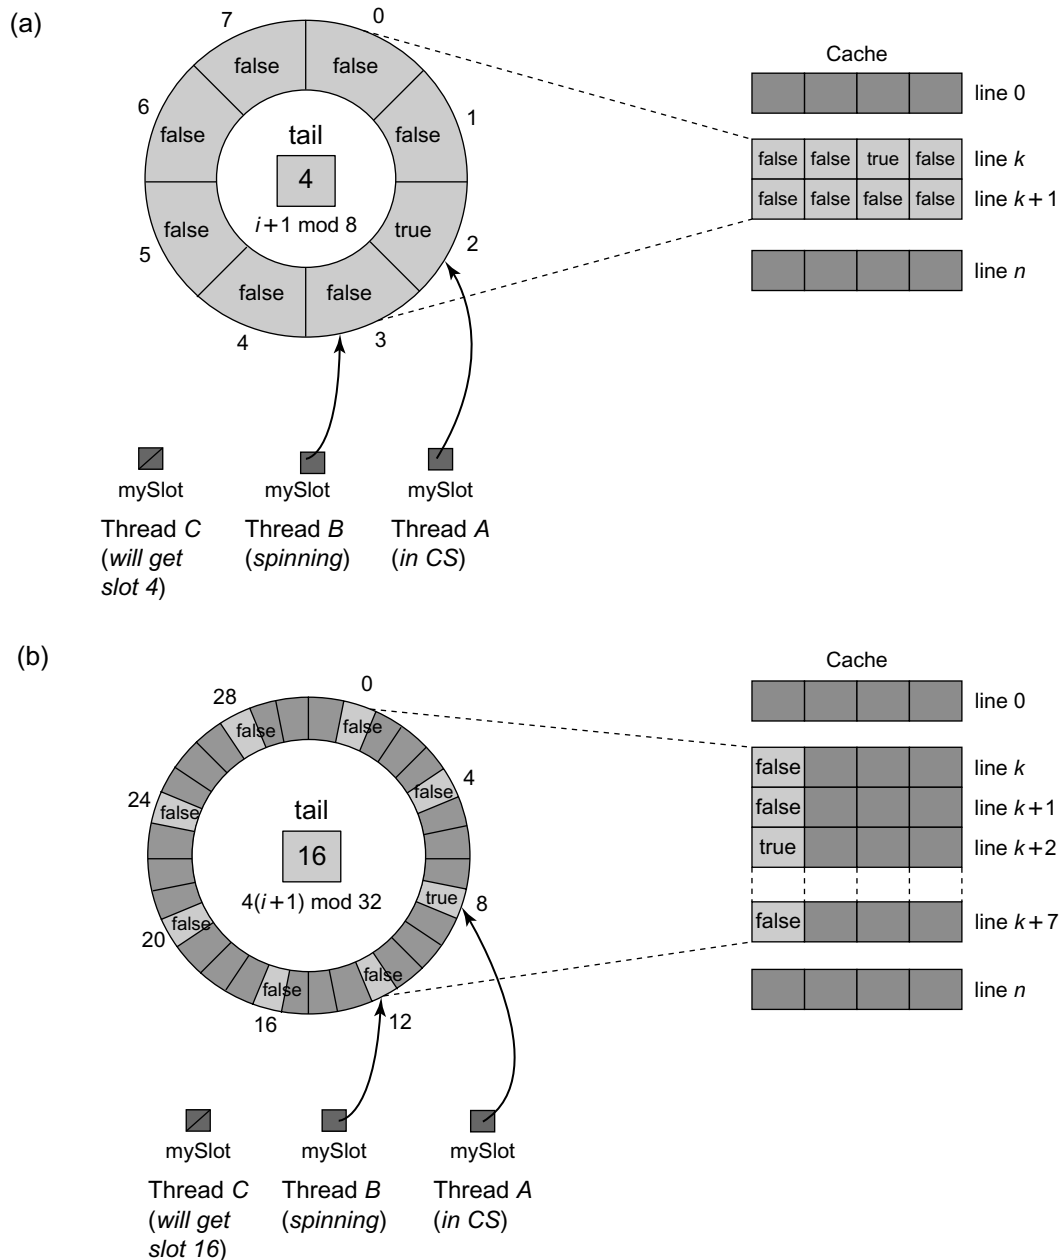 (a)
7
0
false
false
6
1
false
false
tail
4
i+1 mod 8
false
true
5
2
false
false
4
3
Cache
line 0
false false true false line k
false false false false line k+1
line n
mySlot
mySlot
mySlot
Thread C
(will get
slot 4)
Thread B
(spinning)
Thread A
(in CS)
(b)
28
0
false
false
24
4
false
false
tail
16
4(i+1) mod 32
true
8
false
20
false
false
16
12
Cache
line 0
false line k
false line k+1
true line k+2
false line k+7
line n
mySlot
mySlot
mySlot
Thread C
(will get
slot 16)
Thread B
(spinning)
Thread A
(in CS)